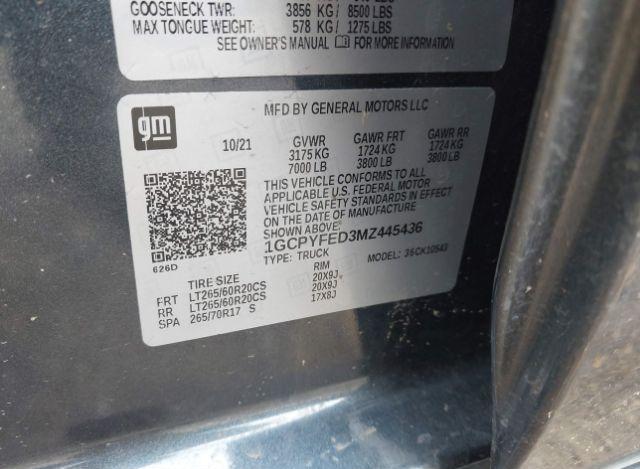 GOOSENECK TWR: 3856 KG/ 8500 LBS
MAX TONGUE WEIGHT: 578 KG/ 1275 LBS
SEE OWNER'S MANUAL FOR MORE INFORMATION
gm
MFD BY GENERAL MOTORS LLC
10/21 GVWR GAWR FRT GAWR RR
3175 KG 1724 KG 1724 KG
7000 LB 3800 LB 3800 LB
THIS VEHICLE CONFORMS TO ALL
APPLICABLE U.S. FEDERAL MOTOR
VEHICLE SAFETY STANDARDS IN EFFECT
ON THE DATE OF MANUFACTURE
1GCPYFED3MZ445436
TYPE: TRUCK MODEL: 36CK10543
626D
TIRE SIZE RIM
FRT LT265/60R20CS 20X9J
RR LT265/60R20CS 20X9J
SPA 265/70R17 S 17X8J